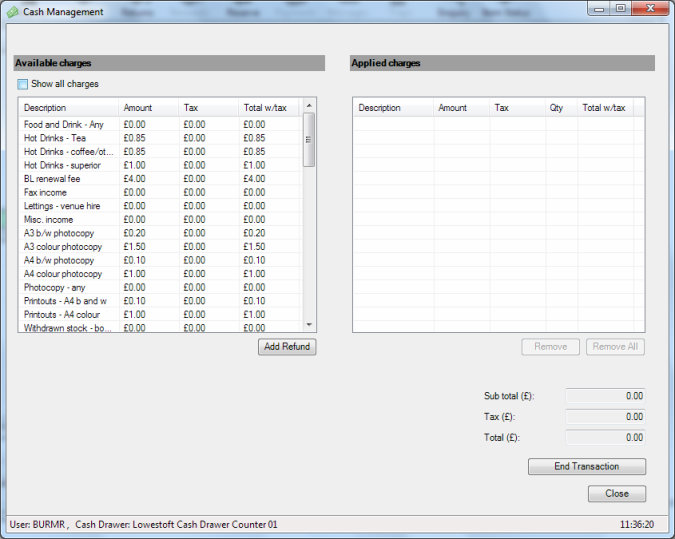 Cash Management
Available charges
Show all charges
Description Amount Tax Total w/tax
Food and Drink - Any £0.00 £0.00 £0.00
Hot Drinks - Tea £0.85 £0.00 £0.85
Hot Drinks - coffee/ot... £0.85 £0.00 £0.85
Hot Drinks - superior £1.00 £0.00 £1.00
BL renewal fee £4.00 £0.00 £4.00
Fax income £0.00 £0.00 £0.00
Lettings - venue hire £0.00 £0.00 £0.00
Misc. income £0.00 £0.00 £0.00
A3 b/w photocopy £0.20 £0.00 £0.20
A3 colour photocopy £1.50 £0.00 £1.50
A4 b/w photocopy £0.10 £0.00 £0.10
A4 colour photocopy £1.00 £0.00 £1.00
Photocopy - any £0.00 £0.00 £0.00
Printouts - A4 b and w £0.10 £0.00 £0.10
Printouts - A4 colour £1.00 £0.00 £1.00
Withdrawn stock - bo... £0.00 £0.00 £0.00
Add Refund
Applied charges
Description Amount Tax Qty Total w/tax
Remove Remove All
Sub total (£): 0.00
Tax (£): 0.00
Total (£): 0.00
End Transaction
Close
User: BURMR , Cash Drawer: Lowestoft Cash Drawer Counter 01 11:36:20